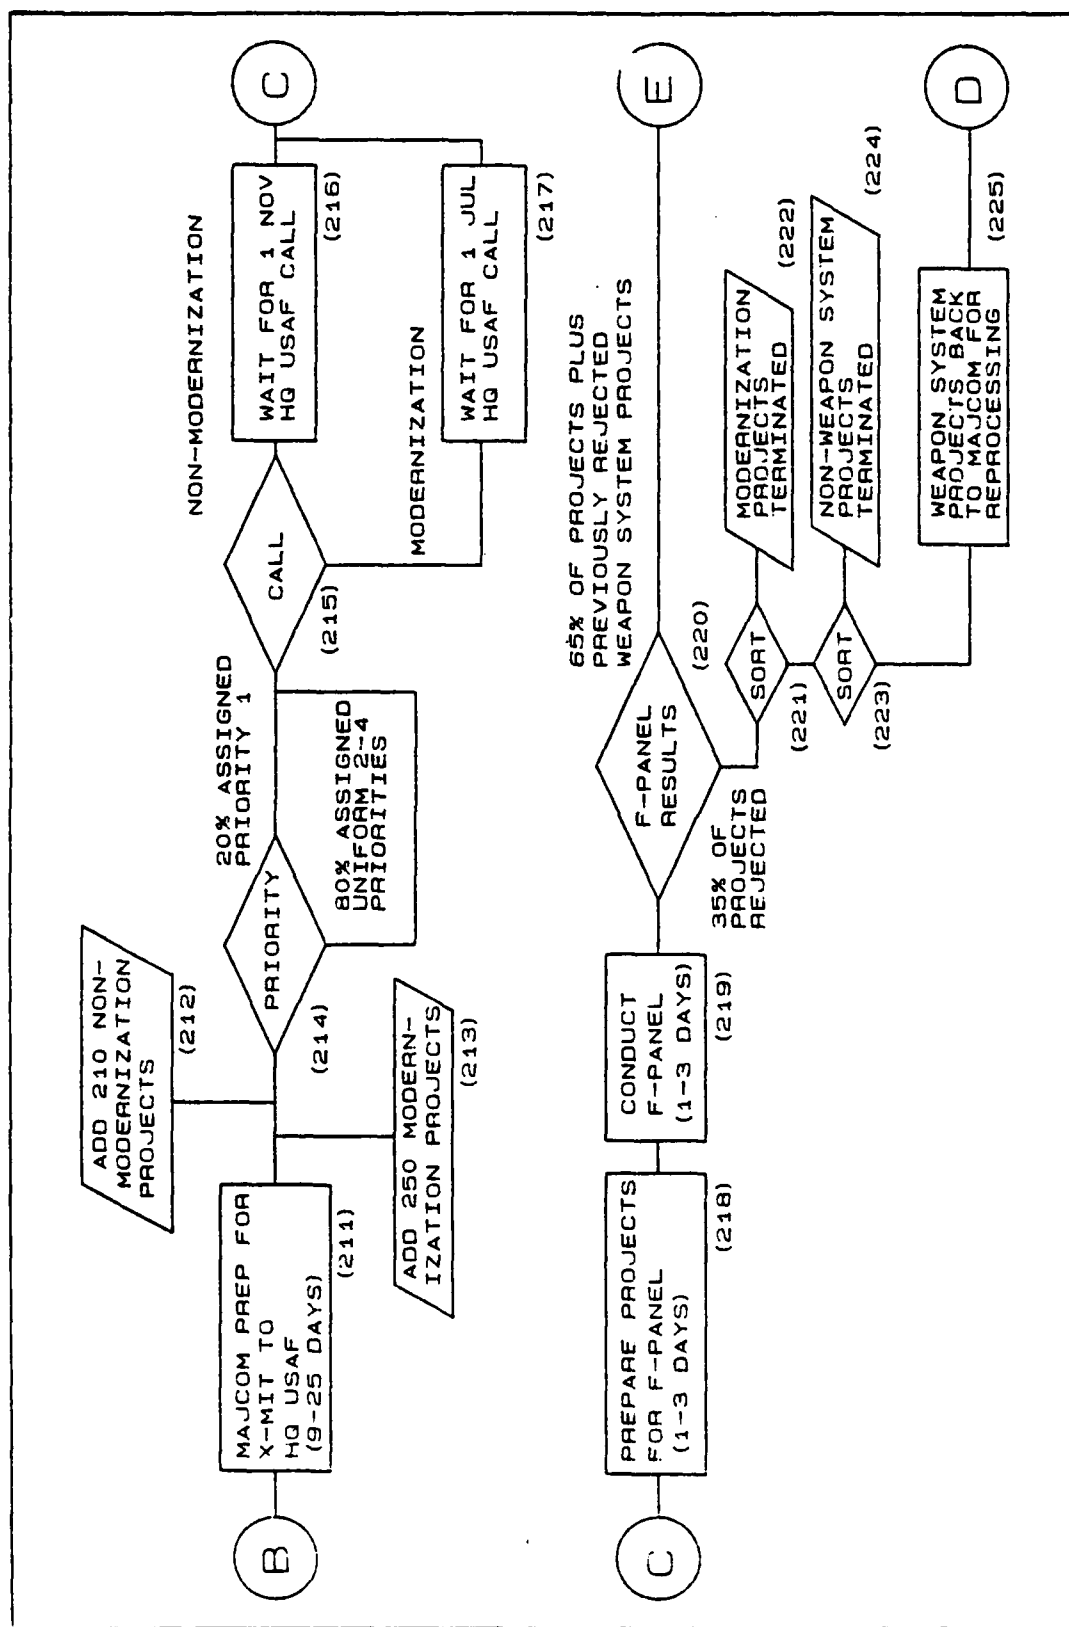 B
MAJCOM PREP FOR
X-MIT TO
HQ USAF
(9-25 DAYS)
(211)
ADD 210 NON-
MODERNIZATION
PROJECTS
(212)
ADD 250 MODERN-
IZATION PROJECTS
(213)
PRIORITY
(214)
20% ASSIGNED
PRIORITY 1
80% ASSIGNED
UNIFORM 2-4
PRIORITIES
CALL
(215)
NON-MODERNIZATION
WAIT FOR 1 NOV
HQ USAF CALL
(216)
MODERNIZATION
WAIT FOR 1 JUL
HQ USAF CALL
(217)
C
C
PREPARE PROJECTS
FOR F-PANEL
(1-3 DAYS)
(218)
CONDUCT
F-PANEL
(1-3 DAYS)
(219)
F-PANEL
RESULTS
(220)
65% OF PROJECTS PLUS
PREVIOUSLY REJECTED
WEAPON SYSTEM PROJECTS
E
35% OF
PROJECTS
REJECTED
SORT
(221)
MODERNIZATION
PROJECTS
TERMINATED
(222)
SORT
(223)
NON-WEAPON SYSTEM
PROJECTS
TERMINATED
(224)
WEAPON SYSTEM
PROJECTS BACK
TO MAJCOM FOR
REPROCESSING
(225)
D